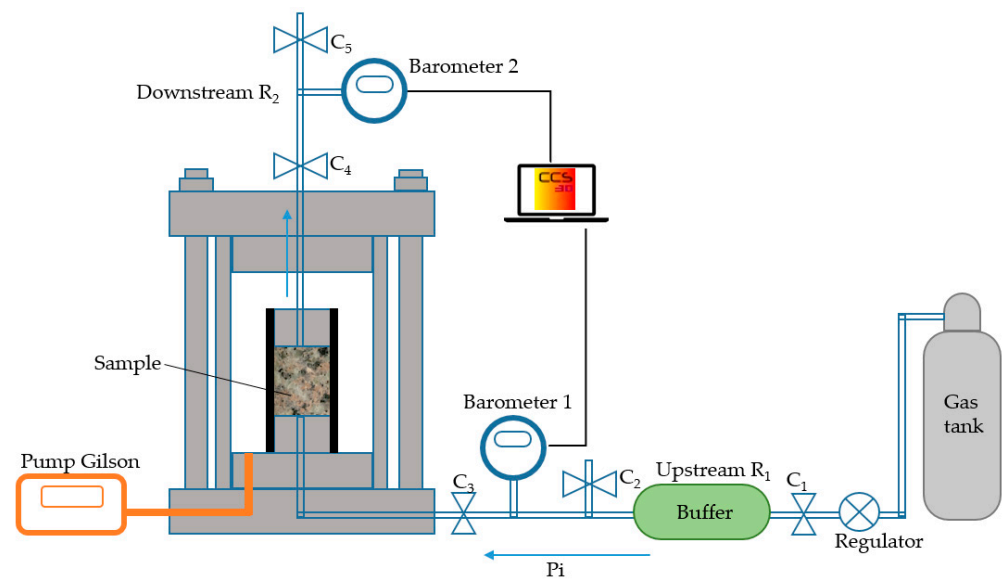 C₅
Barometer 2
Downstream R₂
C₄
CCS
3D
Sample
Barometer 1
Gas
tank
Pump Gilson
C₃
C₂
Upstream R₁
C₁
Buffer
Regulator
Pi